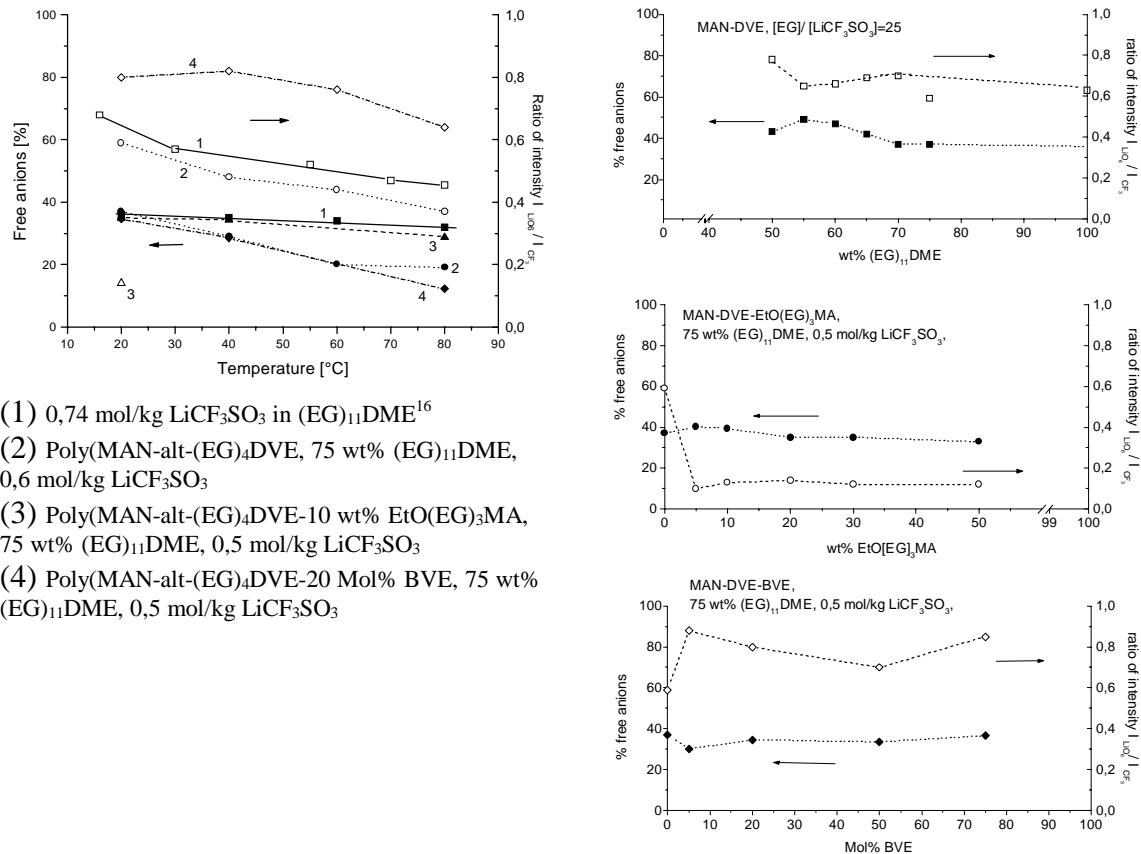 100
80
60
40
20
0
Free anions [%]
1,0
0,8
0,6
0,4
0,2
0,0
Ratio of intensity I LiO6 / I CF3
10 20 30 40 50 60 70 80 90
Temperature [°C]
4
1
2
1
3
2
4
3
(1) 0,74 mol/kg LiCF₃SO₃ in (EG)₁₁DME¹⁶
(2) Poly(MAN-alt-(EG)₄DVE, 75 wt% (EG)₁₁DME,
0,6 mol/kg LiCF₃SO₃
(3) Poly(MAN-alt-(EG)₄DVE-10 wt% EtO(EG)₃MA,
75 wt% (EG)₁₁DME, 0,5 mol/kg LiCF₃SO₃
(4) Poly(MAN-alt-(EG)₄DVE-20 Mol% BVE, 75 wt%
(EG)₁₁DME, 0,5 mol/kg LiCF₃SO₃
MAN-DVE, [EG]/ [LiCF₃SO₃]=25
100
80
60
40
20
% free anions
1,0
0,8
0,6
0,4
0,2
0,0
ratio of intensity I LiO6 / I CF3
0 40 50 60 70 80 90 100
wt% (EG)₁₁DME
MAN-DVE-EtO(EG)₃MA,
75 wt% (EG)₁₁DME, 0,5 mol/kg LiCF₃SO₃,
100
80
60
40
20
0
% free anions
1,0
0,8
0,6
0,4
0,2
0,0
ratio of intensity I LiO6 / I CF3
0 10 20 30 40 50 99 100
wt% EtO[EG]₃MA
MAN-DVE-BVE,
75 wt% (EG)₁₁DME, 0,5 mol/kg LiCF₃SO₃,
100
80
60
40
20
0
% free anions
1,0
0,8
0,6
0,4
0,2
0,0
ratio of intensity I LiO6 / I CF3
0 10 20 30 40 50 60 70 80 90 100
Mol% BVE